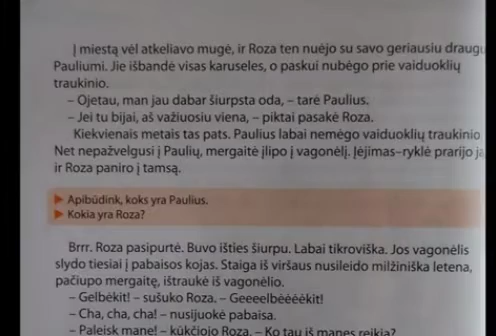 Į miestą vėl atkeliavo mugė, ir Roza ten nuėjo su savo geriausiu draugu
Pauliumi. Jie išbandė visas karuseles, o paskui nubėgo prie vaiduoklių
traukinio.
– Ojetau, man jau dabar šiurpsta oda, – tarė Paulius.
– Jei tu bijai, aš važiuosiu viena, – piktai pasakė Roza.
Kiekvienais metais tas pats. Paulius labai nemėgo vaiduoklių traukinio
Net nepažvelgusi į Paulių, mergaitė įlipo į vagonėlį. Įėjimas–ryklė prarijo ją
ir Roza paniro į tamsą.
Apibūdink, koks yra Paulius.
Kokia yra Roza?
Brrr. Roza pasipurtė. Buvo išties šiurpu. Labai tikroviška. Jos vagonėlis
slydo tiesiai į pabaisos kojas. Staiga iš viršaus nusileido milžiniška letena,
pačiupo mergaitę, ištraukė iš vagonėlio.
– Gelbėkit! – sušuko Roza. – Geeeelbėėėėkit!
– Cha, cha, cha! – nusijuokė pabaisa.
– Paleisk mane! – kūkčiojo Roza. – Ko tau iš manęs reikia?